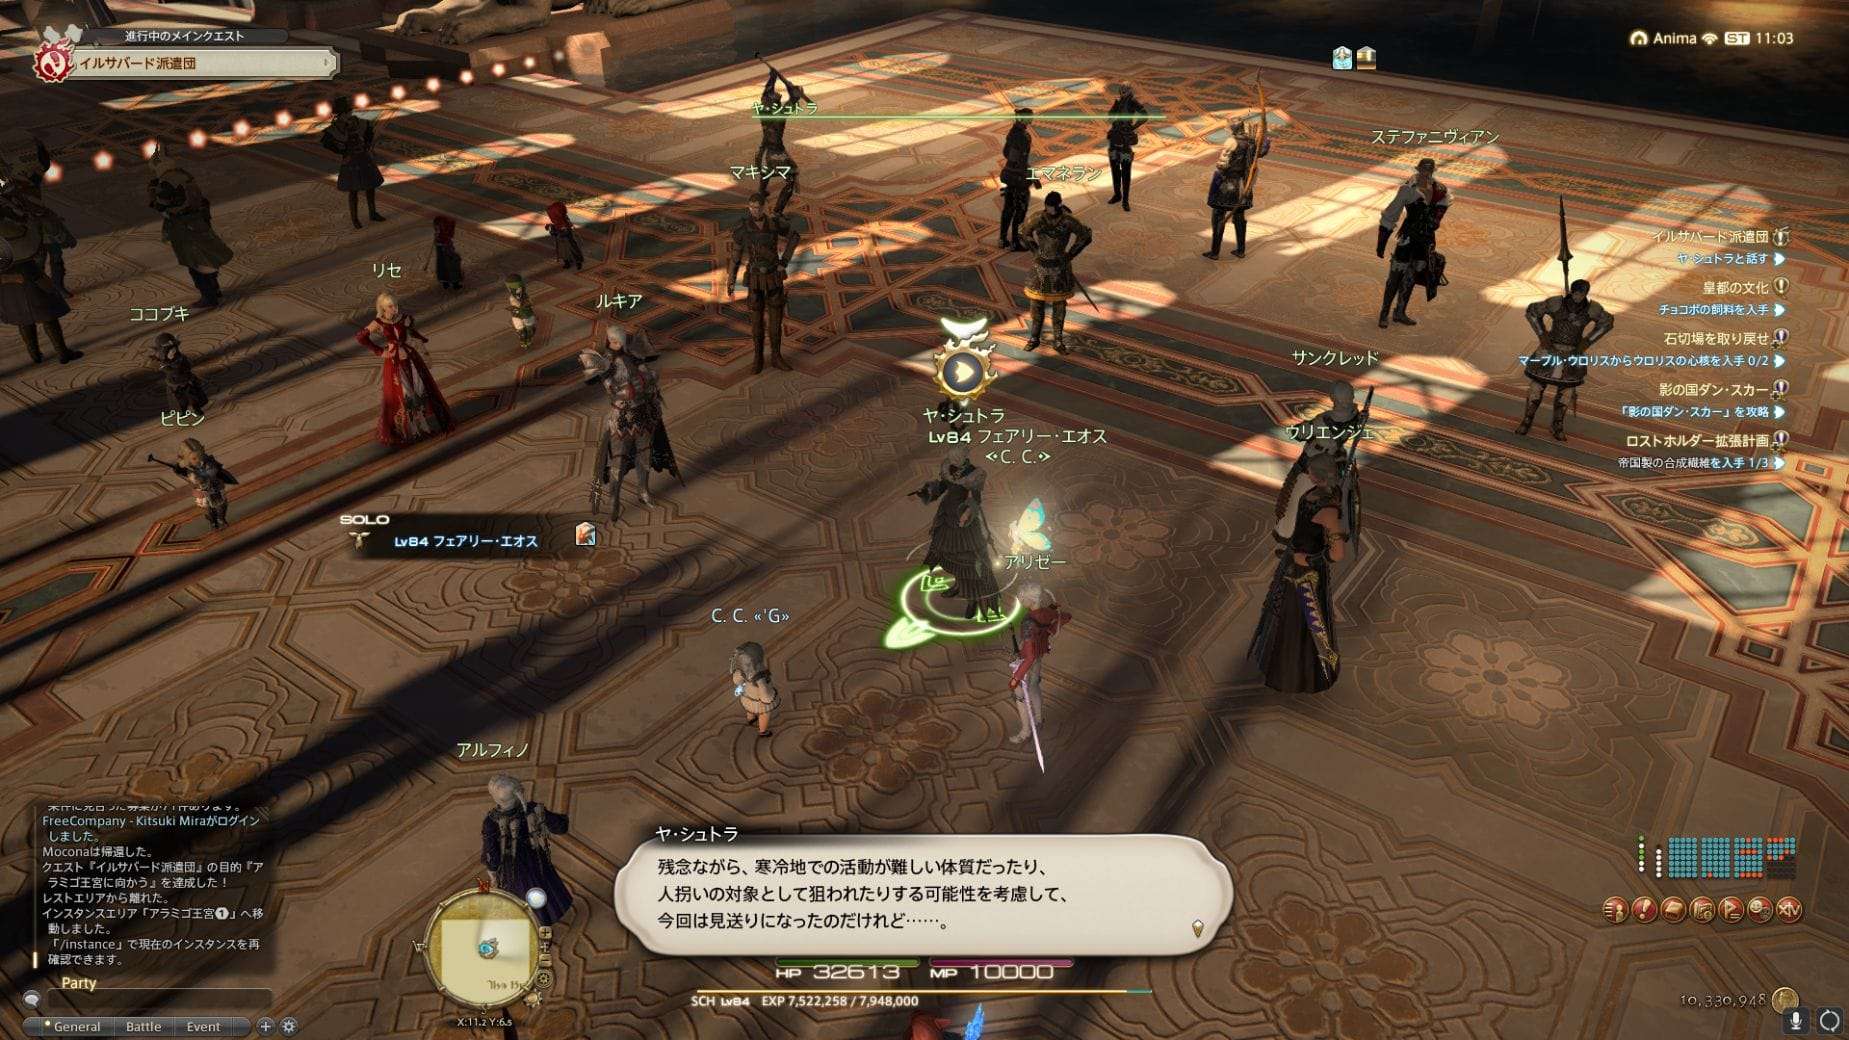 進行中のメインクエスト
イルサバード派遣団
Anima ST 11:03
ヤ・シュトラ
マキシマ
エマネラン
ステファニヴィアン
リセ
ココブキ
ルキア
ピピン
サンクレッド
ウリエンジェ
ヤ・シュトラ
Lv84 フェアリー・エオス
C. C.
アリゼー
イルサバード派遣団
ヤ・シュトラと話す
皇都の文化
チョコボの飼料を入手
石切場を取り戻せ
マーブル・ウロリスからウロリスの心核を入手 0/2
影の国ダン・スカー
「影の国ダン・スカー」を攻略
ロストホルダー拡張計画
帝国製の合成繊維を入手 1/3
SOLO
Lv84 フェアリー・エオス
C. C. «'G»
アルフィノ
FreeCompany - Kitsuki Miraがログイン
しました。
Moconaは帰還した。
クエスト『イルサバード派遣団』の目的『ア
ラミゴ王宮に向かう』を達成した！
レストエリアから離れた。
インスタンスエリア「アラミゴ王宮1」へ移
動しました。
「/instance」で現在のインスタンスを再
確認できます。
Party
General Battle Event
X:11.2 Y:6.5
ヤ・シュトラ
残念ながら、寒冷地での活動が難しい体質だったり、
人拐いの対象として狙われたりする可能性を考慮して、
今回は見送りになったのだけれど……。
HP 32613 MP 10000
SCH Lv84 EXP 7,522,258 / 7,948,000
XIV
10,330,948